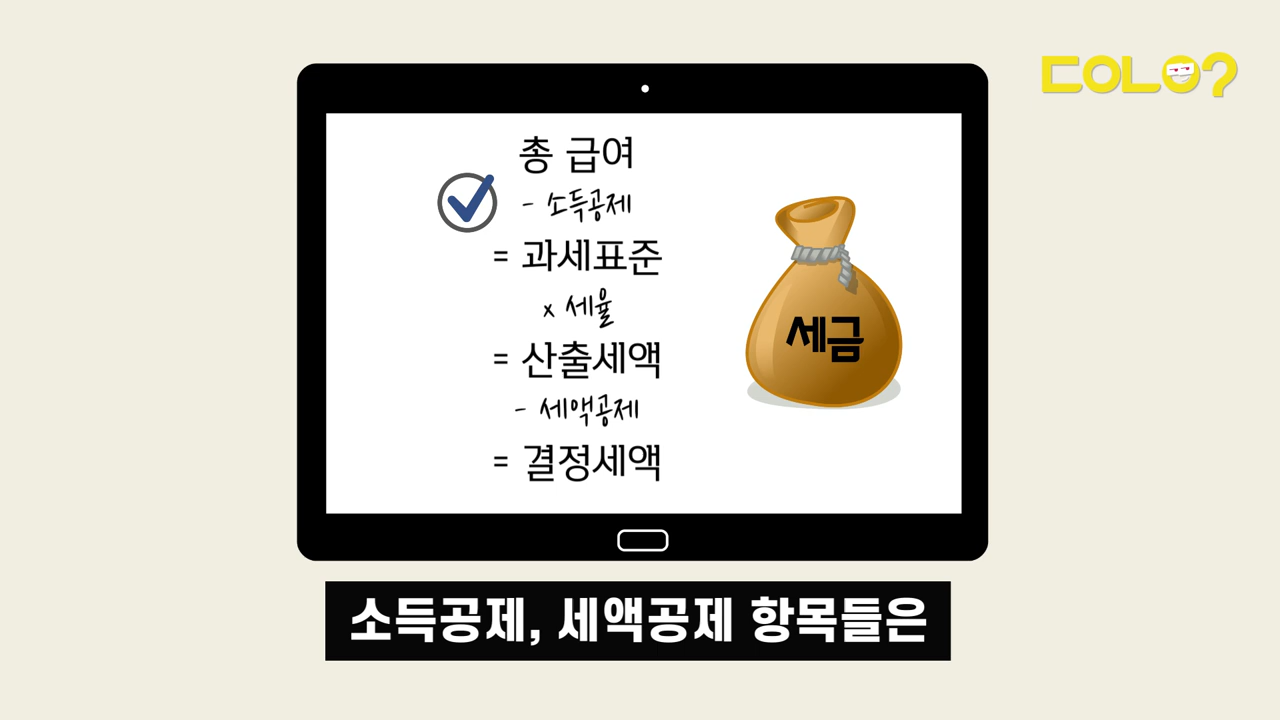 총 급여
- 소득공제
= 과세표준
x 세율
= 산출세액
- 세액공제
= 결정세액
세금
소득공제, 세액공제 항목들은